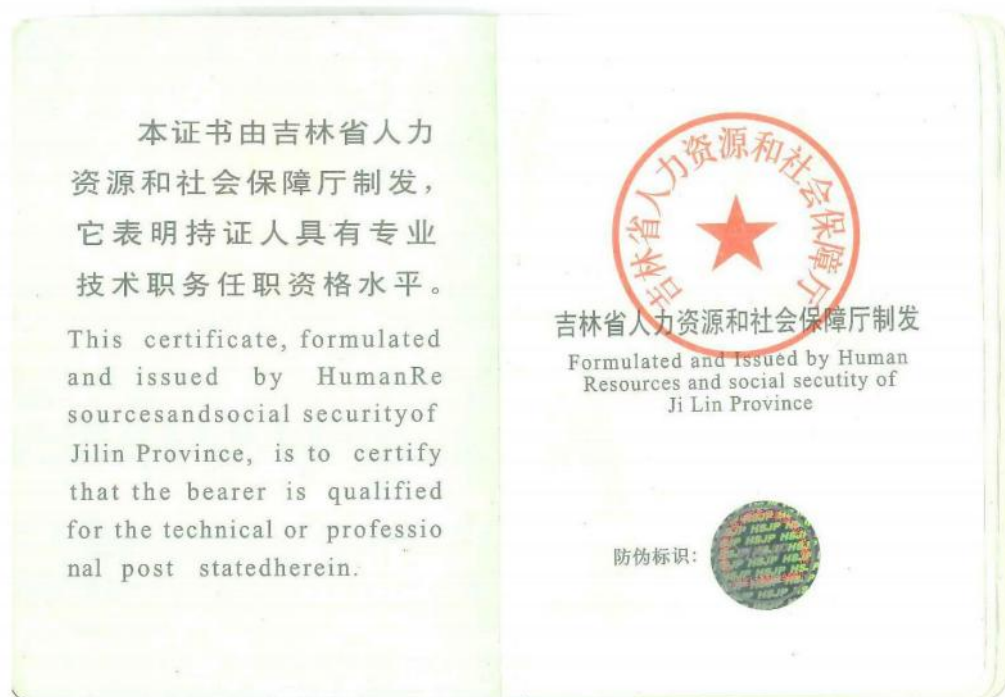 本证书由吉林省人力
资源和社会保障厅制发，
它表明持证人具有专业
技术职务任职资格水平。
This certificate, formulated
and issued by HumanRe
sourcesandsocial securityof
Jilin Province, is to certify
that the bearer is qualified
for the technical or professio
nal post statedherein.
吉林省人力资源和社会保障厅
吉林省人力资源和社会保障厅制发
Formulated and Issued by Human
Resources and social secutity of
Ji Lin Province
防伪标识：
HSJP